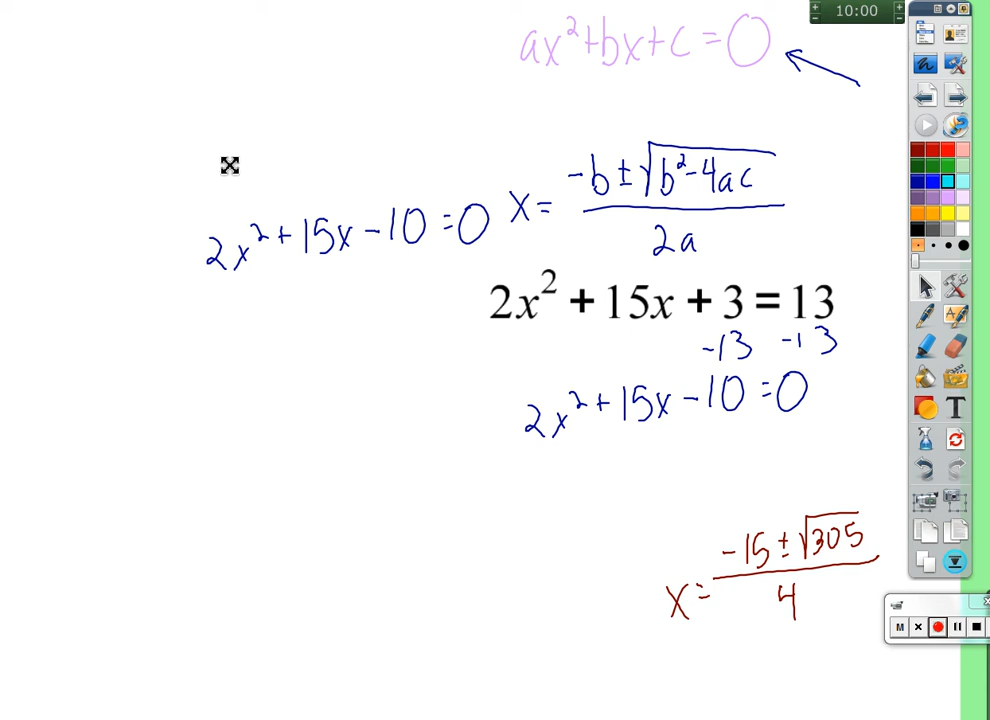 10:00
ax²+bx+c=0
x= -b±√b²-4ac / 2a
2x²+15x-10=0
2x² + 15x + 3 = 13
-13 -13
2x²+15x-10=0
x= -15±√305 / 4
M